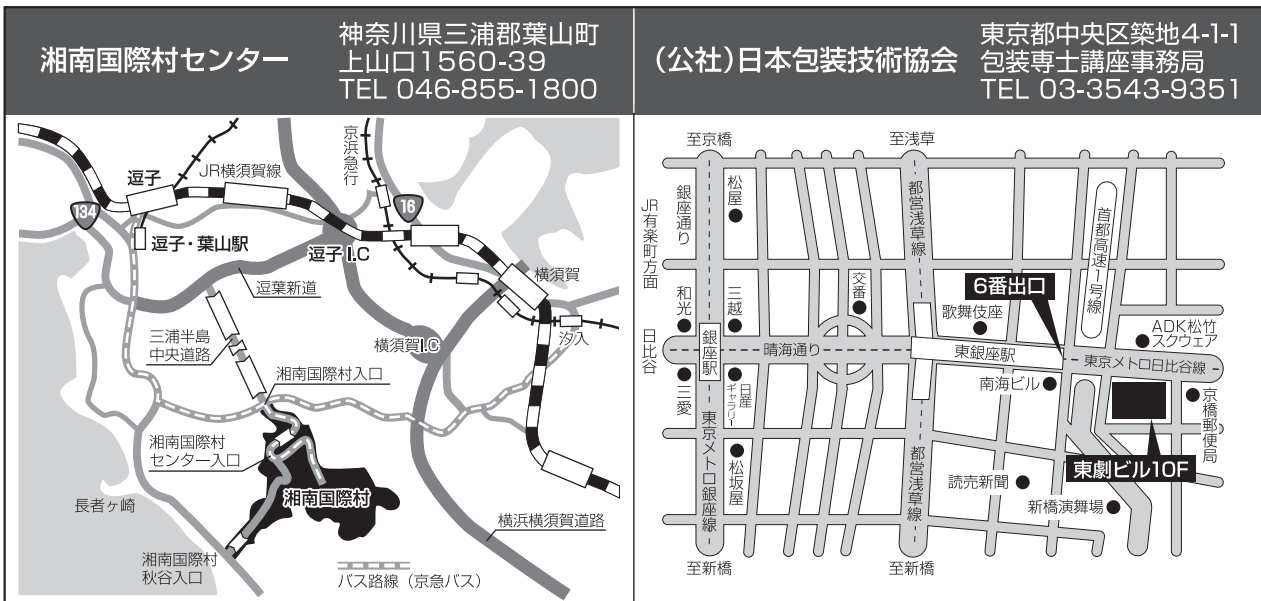 湘南国際村センター
神奈川県三浦郡葉山町
上山口1560-39
TEL 046-855-1800
(公社)日本包装技術協会
東京都中央区築地4-1-1
包装専士講座事務局
TEL 03-3543-9351
京浜急行
逗子
JR横須賀線
134
16
逗子・葉山駅
逗子I.C
横須賀
逗葉新道
三浦半島
中央道路
横須賀I.C
汐入
湘南国際村入口
湘南国際村
センター入口
湘南国際村
長者ヶ崎
横浜横須賀道路
湘南国際村
秋谷入口
バス路線(京急バス)
至京橋
至浅草
JR有楽町方面
銀座通り
松屋
都営浅草線
首都高速1号線
6番出口
和光
三越
交番
歌舞伎座
ADK松竹
スクウェア
日比谷
銀座駅
晴海通り
東銀座駅
東京メトロ日比谷線
三愛
日産
ギャラリー
南海ビル
京橋郵便局
東京メトロ銀座線
松坂屋
都営浅草線
東劇ビル10F
読売新聞
新橋演舞場
至新橋
至新橋